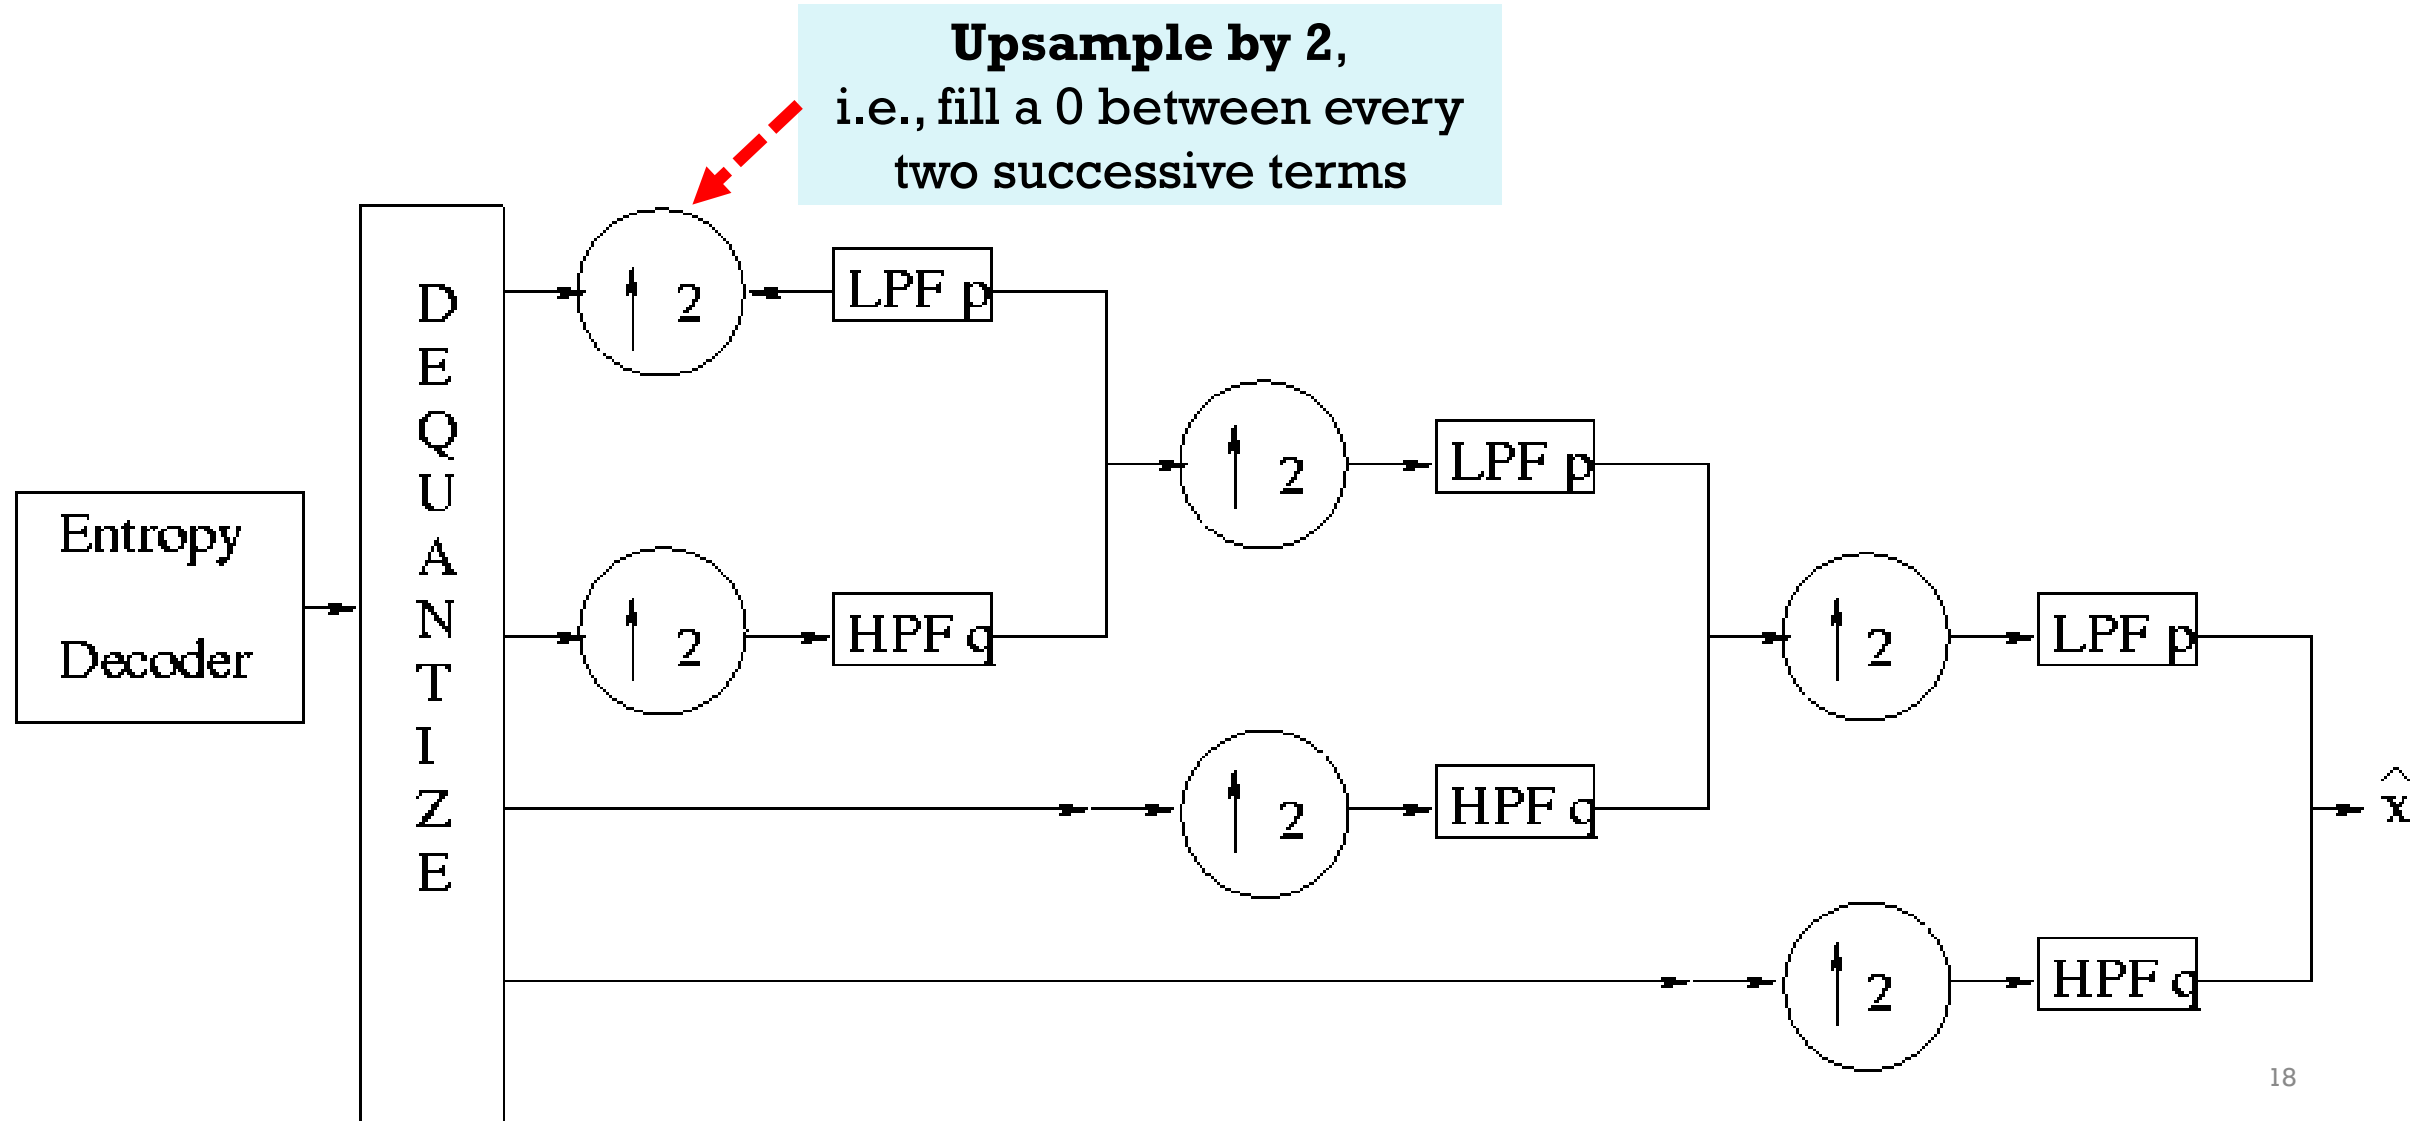 Upsample by 2,
i.e., fill a 0 between every
two successive terms
D
E
Q
U
A
N
T
I
Z
E
Entropy
Decoder
↑ 2
LPF p
↑ 2
HPF q
↑ 2
LPF p
↑ 2
HPF q
↑ 2
LPF p
↑ 2
HPF q
x̂
18